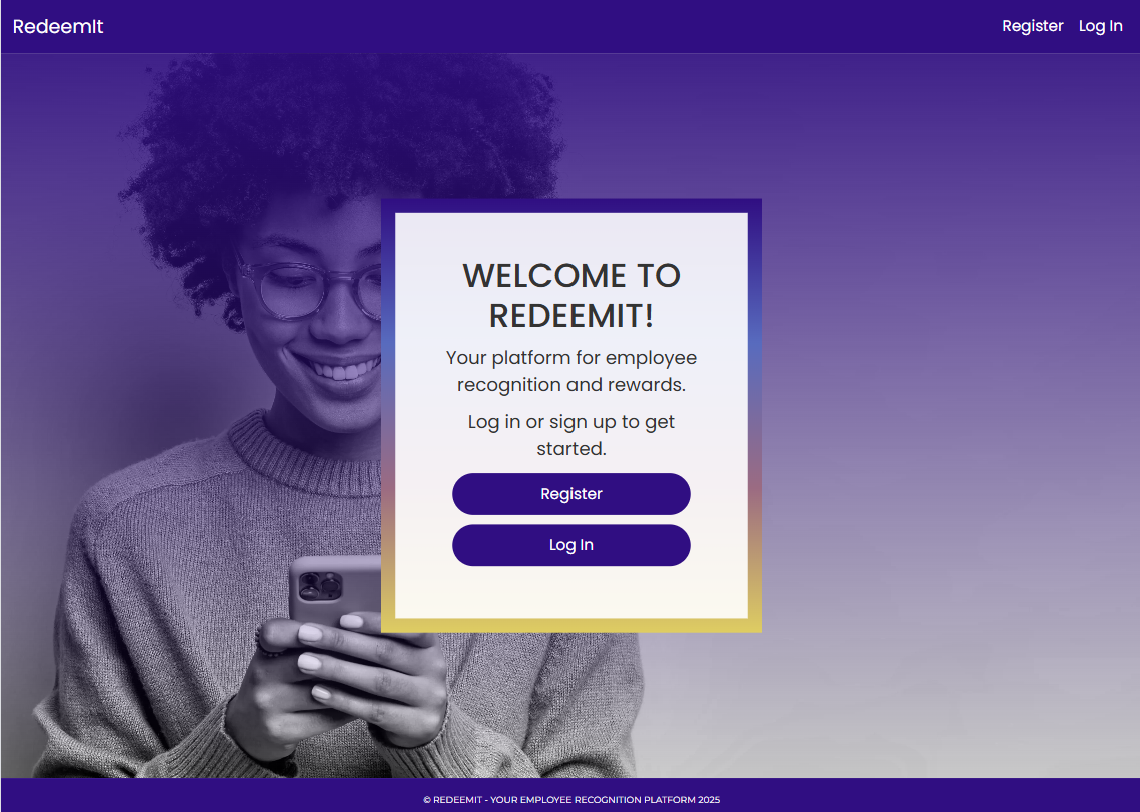 RedeemIt
Register
Log In
WELCOME TO
REDEEMIT!
Your platform for employee
recognition and rewards.
Log in or sign up to get
started.
Register
Log In
© REDEEMIT - YOUR EMPLOYEE RECOGNITION PLATFORM 2025